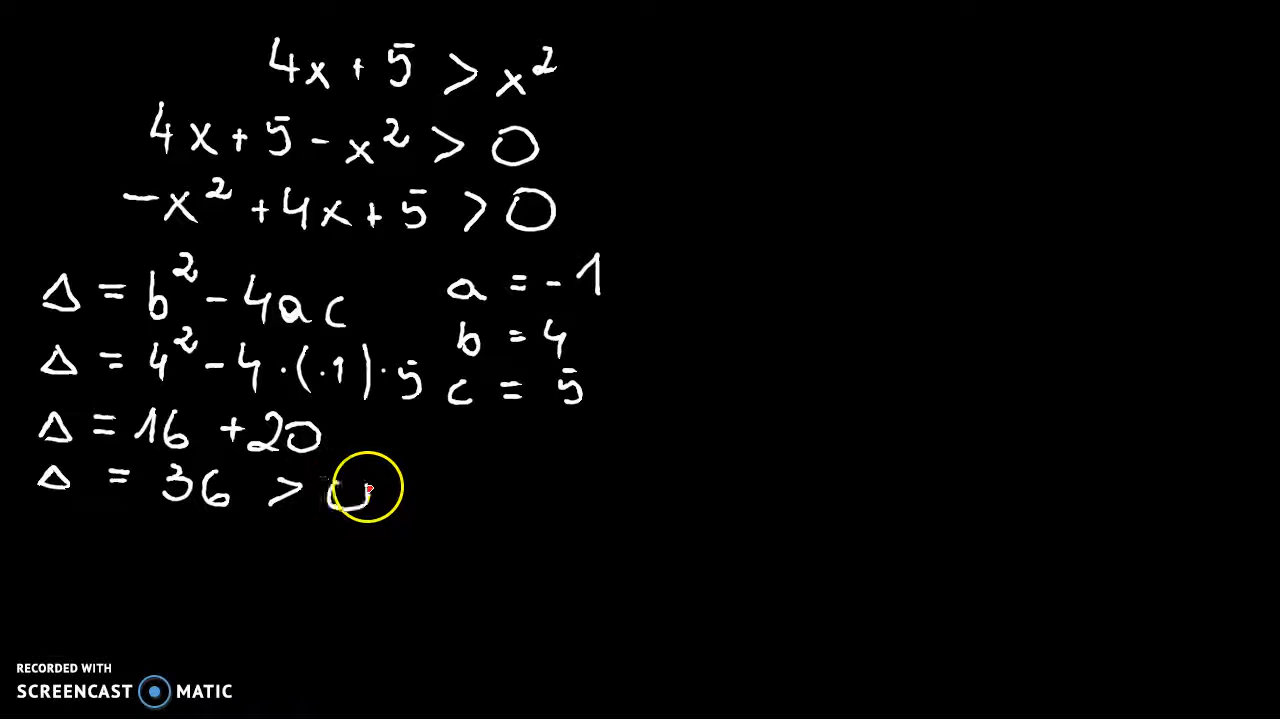 4x + 5 > x²
4x + 5 - x² > 0
-x² + 4x + 5 > 0
Δ = b² - 4ac
a = -1
Δ = 4² - 4 · (-1) · 5
b = 4
c = 5
Δ = 16 + 20
Δ = 36 > 0
RECORDED WITH
SCREENCAST MATIC